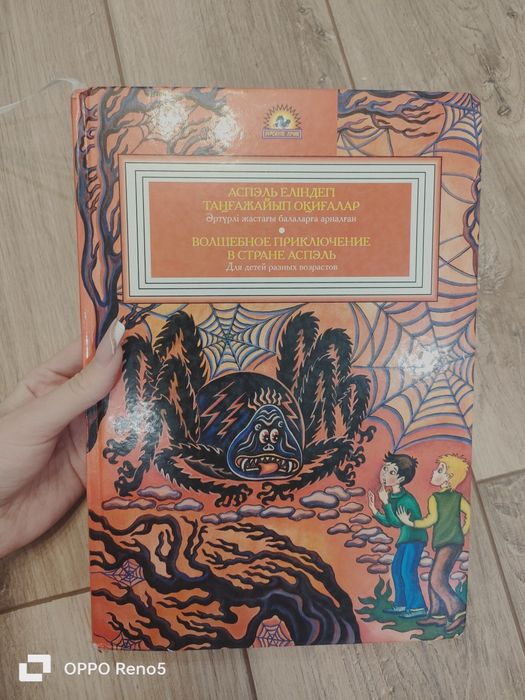 АСПЭЛЬ ЕЛІНДЕГІ
ТАҢҒАЖАЙЫП ОҚИҒАЛАР
Әртүрлі жастағы балаларға арналған
ВОЛШЕБНОЕ ПРИКЛЮЧЕНИЕ
В СТРАНЕ АСПЭЛЬ
Для детей разных возрастов
OPPO Reno5